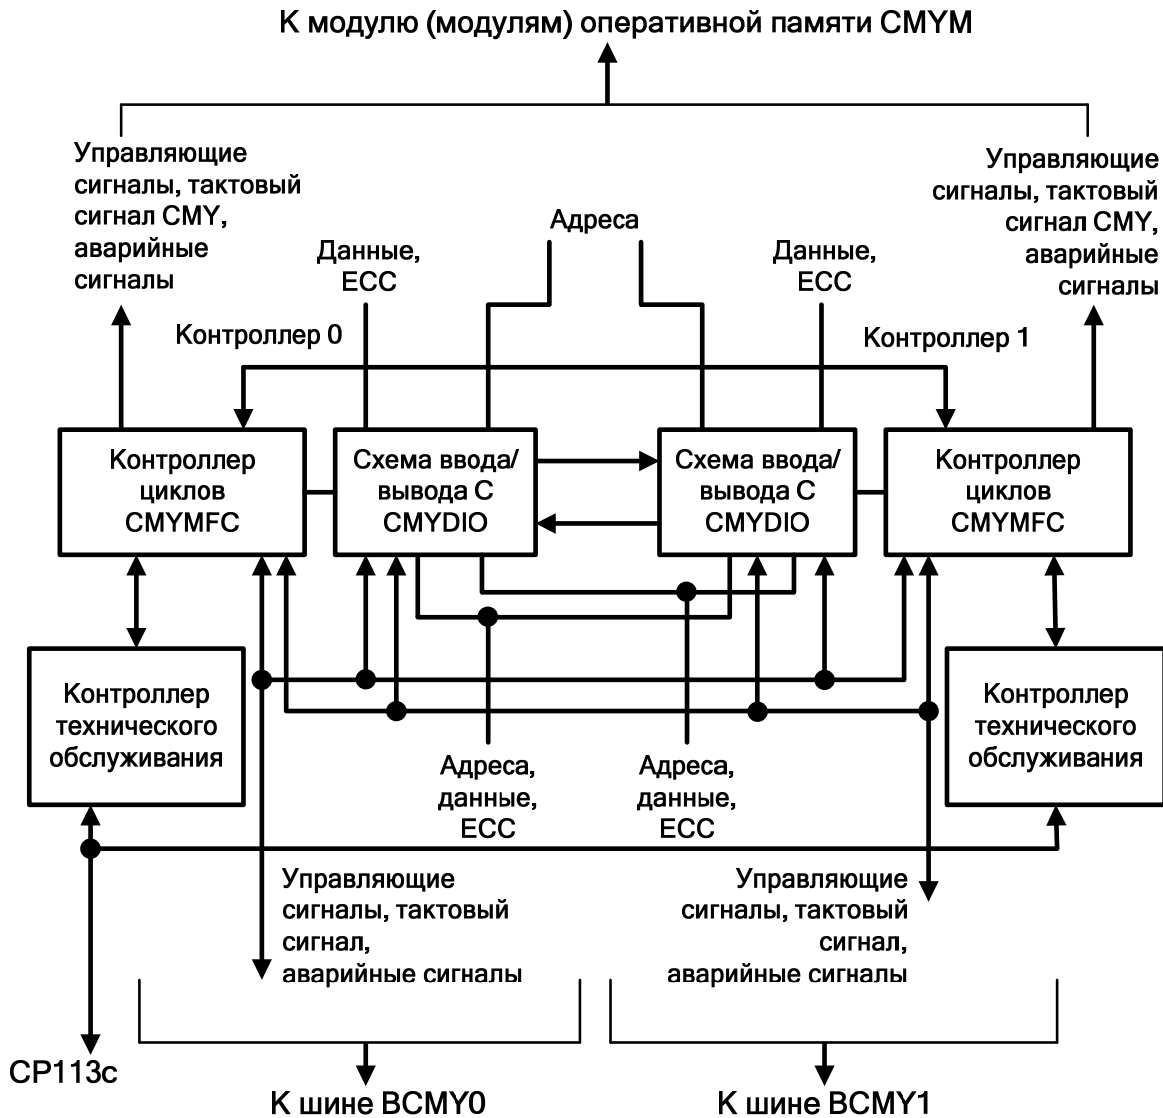 К модулю (модулям) оперативной памяти CMYM
Управляющие
сигналы, тактовый
сигнал CMY,
аварийные
сигналы
Управляющие
сигналы, тактовый
сигнал CMY,
аварийные
сигналы
Адреса
Данные,
ECC
Данные,
ECC
Контроллер 0
Контроллер 1
Контроллер
циклов
CMYMFC
Схема ввода/
вывода С
CMYDIO
Схема ввода/
вывода С
CMYDIO
Контроллер
циклов
CMYMFC
Контроллер
технического
обслуживания
Контроллер
технического
обслуживания
Адреса,
данные,
ECC
Адреса,
данные,
ECC
Управляющие
сигналы, тактовый
сигнал,
аварийные сигналы
Управляющие
сигналы, тактовый
сигнал,
аварийные сигналы
CP113c
К шине BCMY0
К шине BCMY1